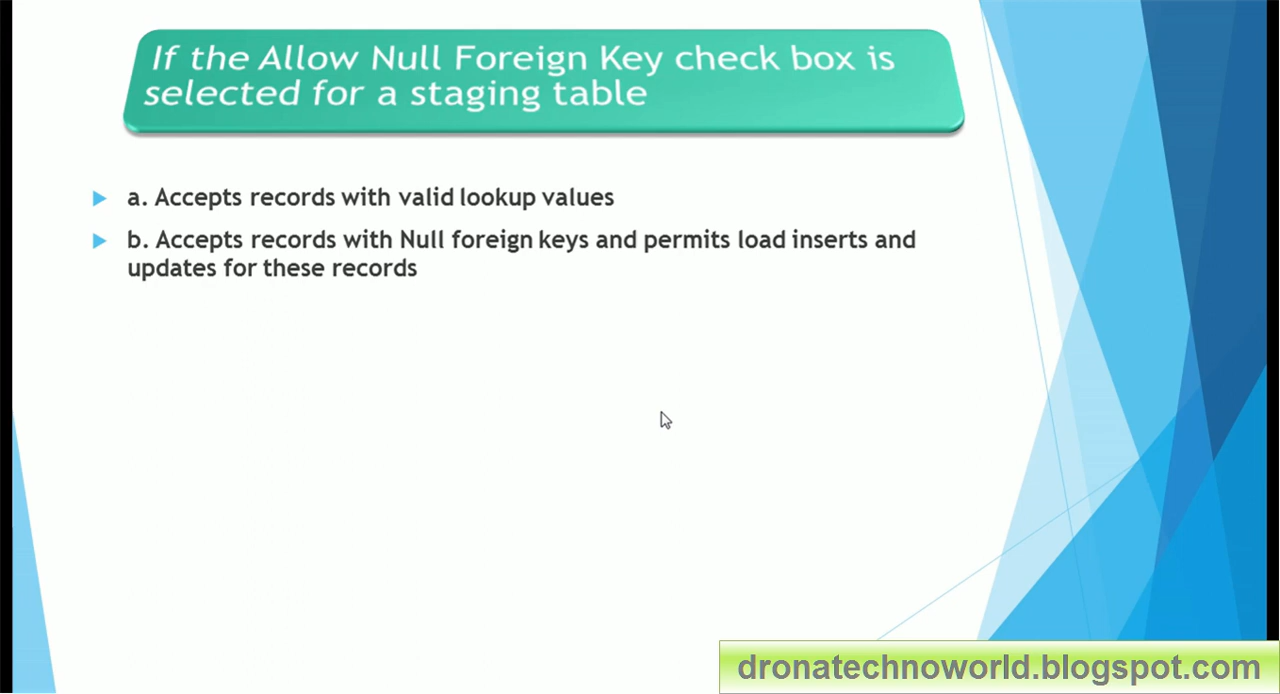 If the Allow Null Foreign Key check box is
selected for a staging table
a. Accepts records with valid lookup values
b. Accepts records with Null foreign keys and permits load inserts and
updates for these records
dronatechnoworld.blogspot.com